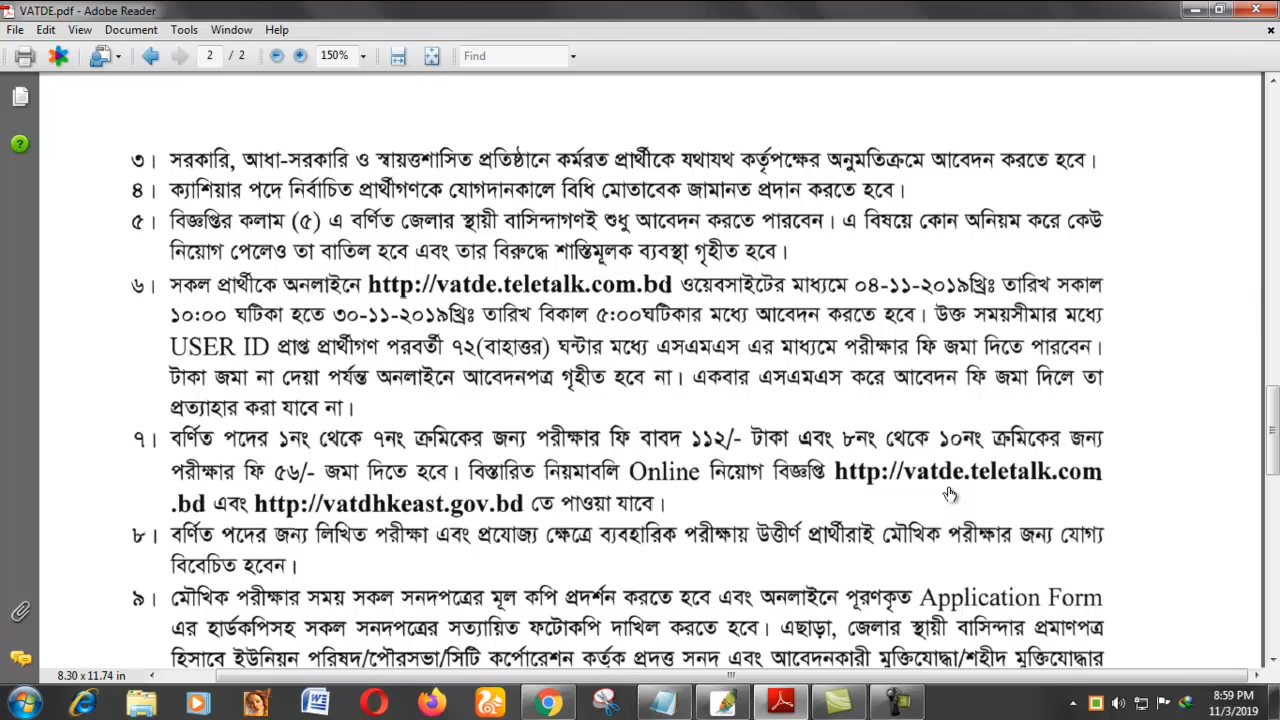 VATDE.pdf - Adobe Reader
File Edit View Document Tools Window Help
2 / 2 150% Find
৩। সরকারি, আধা-সরকারি ও স্বায়ত্তশাসিত প্রতিষ্ঠানে কর্মরত প্রার্থীকে যথাযথ কর্তৃপক্ষের অনুমতিক্রমে আবেদন করতে হবে।
৪। ক্যাশিয়ার পদে নির্বাচিত প্রার্থীগণকে যোগদানকালে বিধি মোতাবেক জামানত প্রদান করতে হবে।
৫। বিজ্ঞপ্তির কলাম (৫) এ বর্ণিত জেলার স্থায়ী বাসিন্দাগণই শুধু আবেদন করতে পারবেন। এ বিষয়ে কোন অনিয়ম করে কেউ
নিয়োগ পেলেও তা বাতিল হবে এবং তার বিরুদ্ধে শাস্তিমূলক ব্যবস্থা গৃহীত হবে।
৬। সকল প্রার্থীকে অনলাইনে http://vatde.teletalk.com.bd ওয়েবসাইটের মাধ্যমে ০৪-১১-২০১৯খ্রিঃ তারিখ সকাল
১০:০০ ঘটিকা হতে ৩০-১১-২০১৯খ্রিঃ তারিখ বিকাল ৫:০০ঘটিকার মধ্যে আবেদন করতে হবে। উক্ত সময়সীমার মধ্যে
USER ID প্রাপ্ত প্রার্থীগণ পরবর্তী ৭২(বাহাত্তর) ঘন্টার মধ্যে এসএমএস এর মাধ্যমে পরীক্ষার ফি জমা দিতে পারবেন।
টাকা জমা না দেয়া পর্যন্ত অনলাইনে আবেদনপত্র গৃহীত হবে না। একবার এসএমএস করে আবেদন ফি জমা দিলে তা
প্রত্যাহার করা যাবে না।
৭। বর্ণিত পদের ১নং থেকে ৭নং ক্রমিকের জন্য পরীক্ষার ফি বাবদ ১১২/- টাকা এবং ৮নং থেকে ১০নং ক্রমিকের জন্য
পরীক্ষার ফি ৫৬/- জমা দিতে হবে। বিস্তারিত নিয়মাবলি Online নিয়োগ বিজ্ঞপ্তি http://vatde.teletalk.com
.bd এবং http://vatdhkeast.gov.bd তে পাওয়া যাবে।
৮। বর্ণিত পদের জন্য লিখিত পরীক্ষা এবং প্রযোজ্য ক্ষেত্রে ব্যবহারিক পরীক্ষায় উত্তীর্ণ প্রার্থীরাই মৌখিক পরীক্ষার জন্য যোগ্য
বিবেচিত হবেন।
৯। মৌখিক পরীক্ষার সময় সকল সনদপত্রের মূল কপি প্রদর্শন করতে হবে এবং অনলাইনে পূরণকৃত Application Form
এর হার্ডকপিসহ সকল সনদপত্রের সত্যায়িত ফটোকপি দাখিল করতে হবে। এছাড়া, জেলার স্থায়ী বাসিন্দার প্রমাণপত্র
হিসাবে ইউনিয়ন পরিষদ/পৌরসভা/সিটি কর্পোরেশন কর্তৃক প্রদত্ত সনদ এবং আবেদনকারী মুক্তিযোদ্ধা/শহীদ মুক্তিযোদ্ধার
8.30 x 11.74 in
8:59 PM
11/3/2019